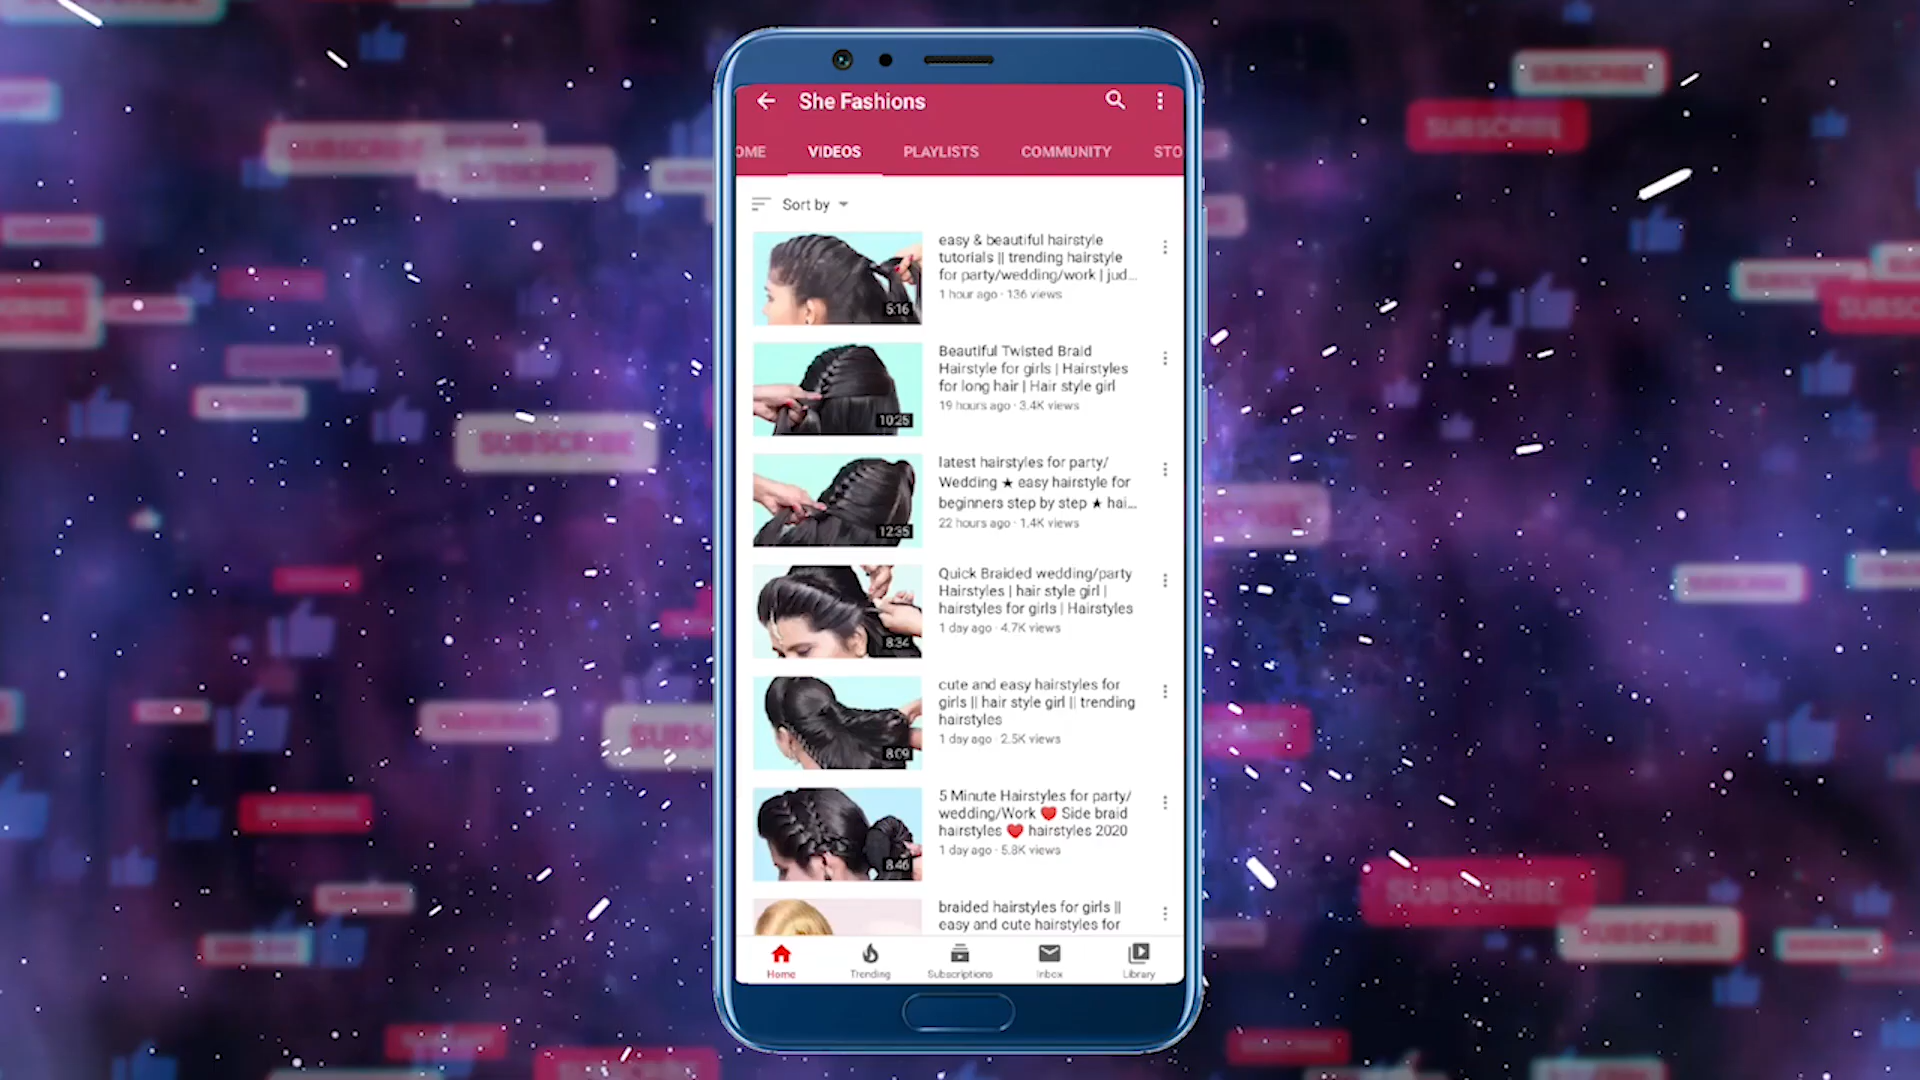 She Fashions
OME VIDEOS PLAYLISTS COMMUNITY STO
Sort by
easy & beautiful hairstyle
tutorials || trending hairstyle
for party/wedding/work | jud...
1 hour ago · 136 views
5:16
Beautiful Twisted Braid
Hairstyle for girls | Hairstyles
for long hair | Hair style girl
19 hours ago · 3.4K views
10:25
latest hairstyles for party/
Wedding ★ easy hairstyle for
beginners step by step ★ hai...
22 hours ago · 1.4K views
12:35
Quick Braided wedding/party
Hairstyles | hair style girl |
hairstyles for girls | Hairstyles
1 day ago · 4.7K views
8:34
cute and easy hairstyles for
girls || hair style girl || trending
hairstyles
1 day ago · 2.5K views
8:09
5 Minute Hairstyles for party/
wedding/Work ♥ Side braid
hairstyles ♥ hairstyles 2020
1 day ago · 5.8K views
8:46
braided hairstyles for girls ||
easy and cute hairstyles for
Home Trending Subscriptions Inbox Library
SUBSCRIBE
SUBSCRIBE
SUBSCRIBE
SUBSCRIBE
SUBSCRIBE
SUBSCRIBE